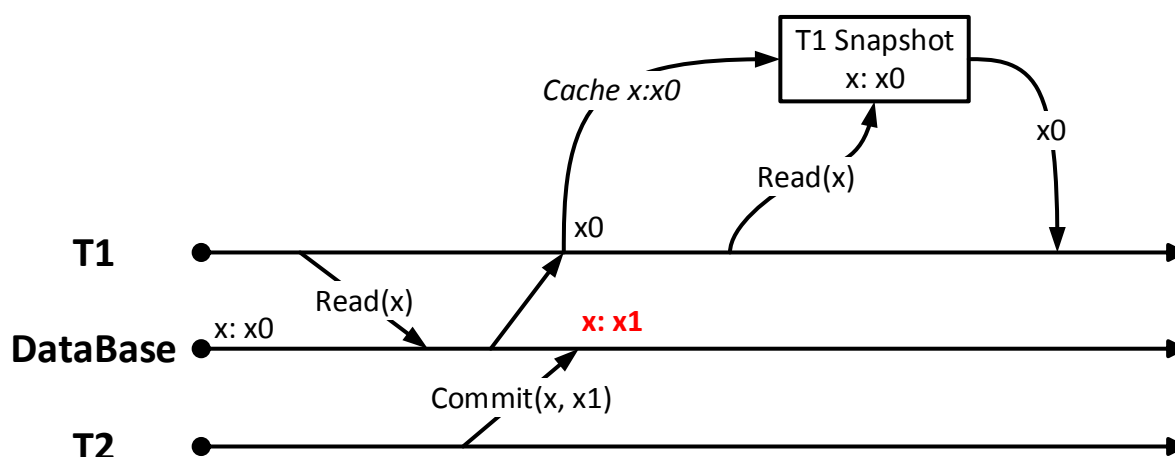 T1 Snapshot
x: x0
Cache x:x0
x0
Read(x)
x0
T1
Read(x)
x: x0
x: x1
DataBase
Commit(x, x1)
T2